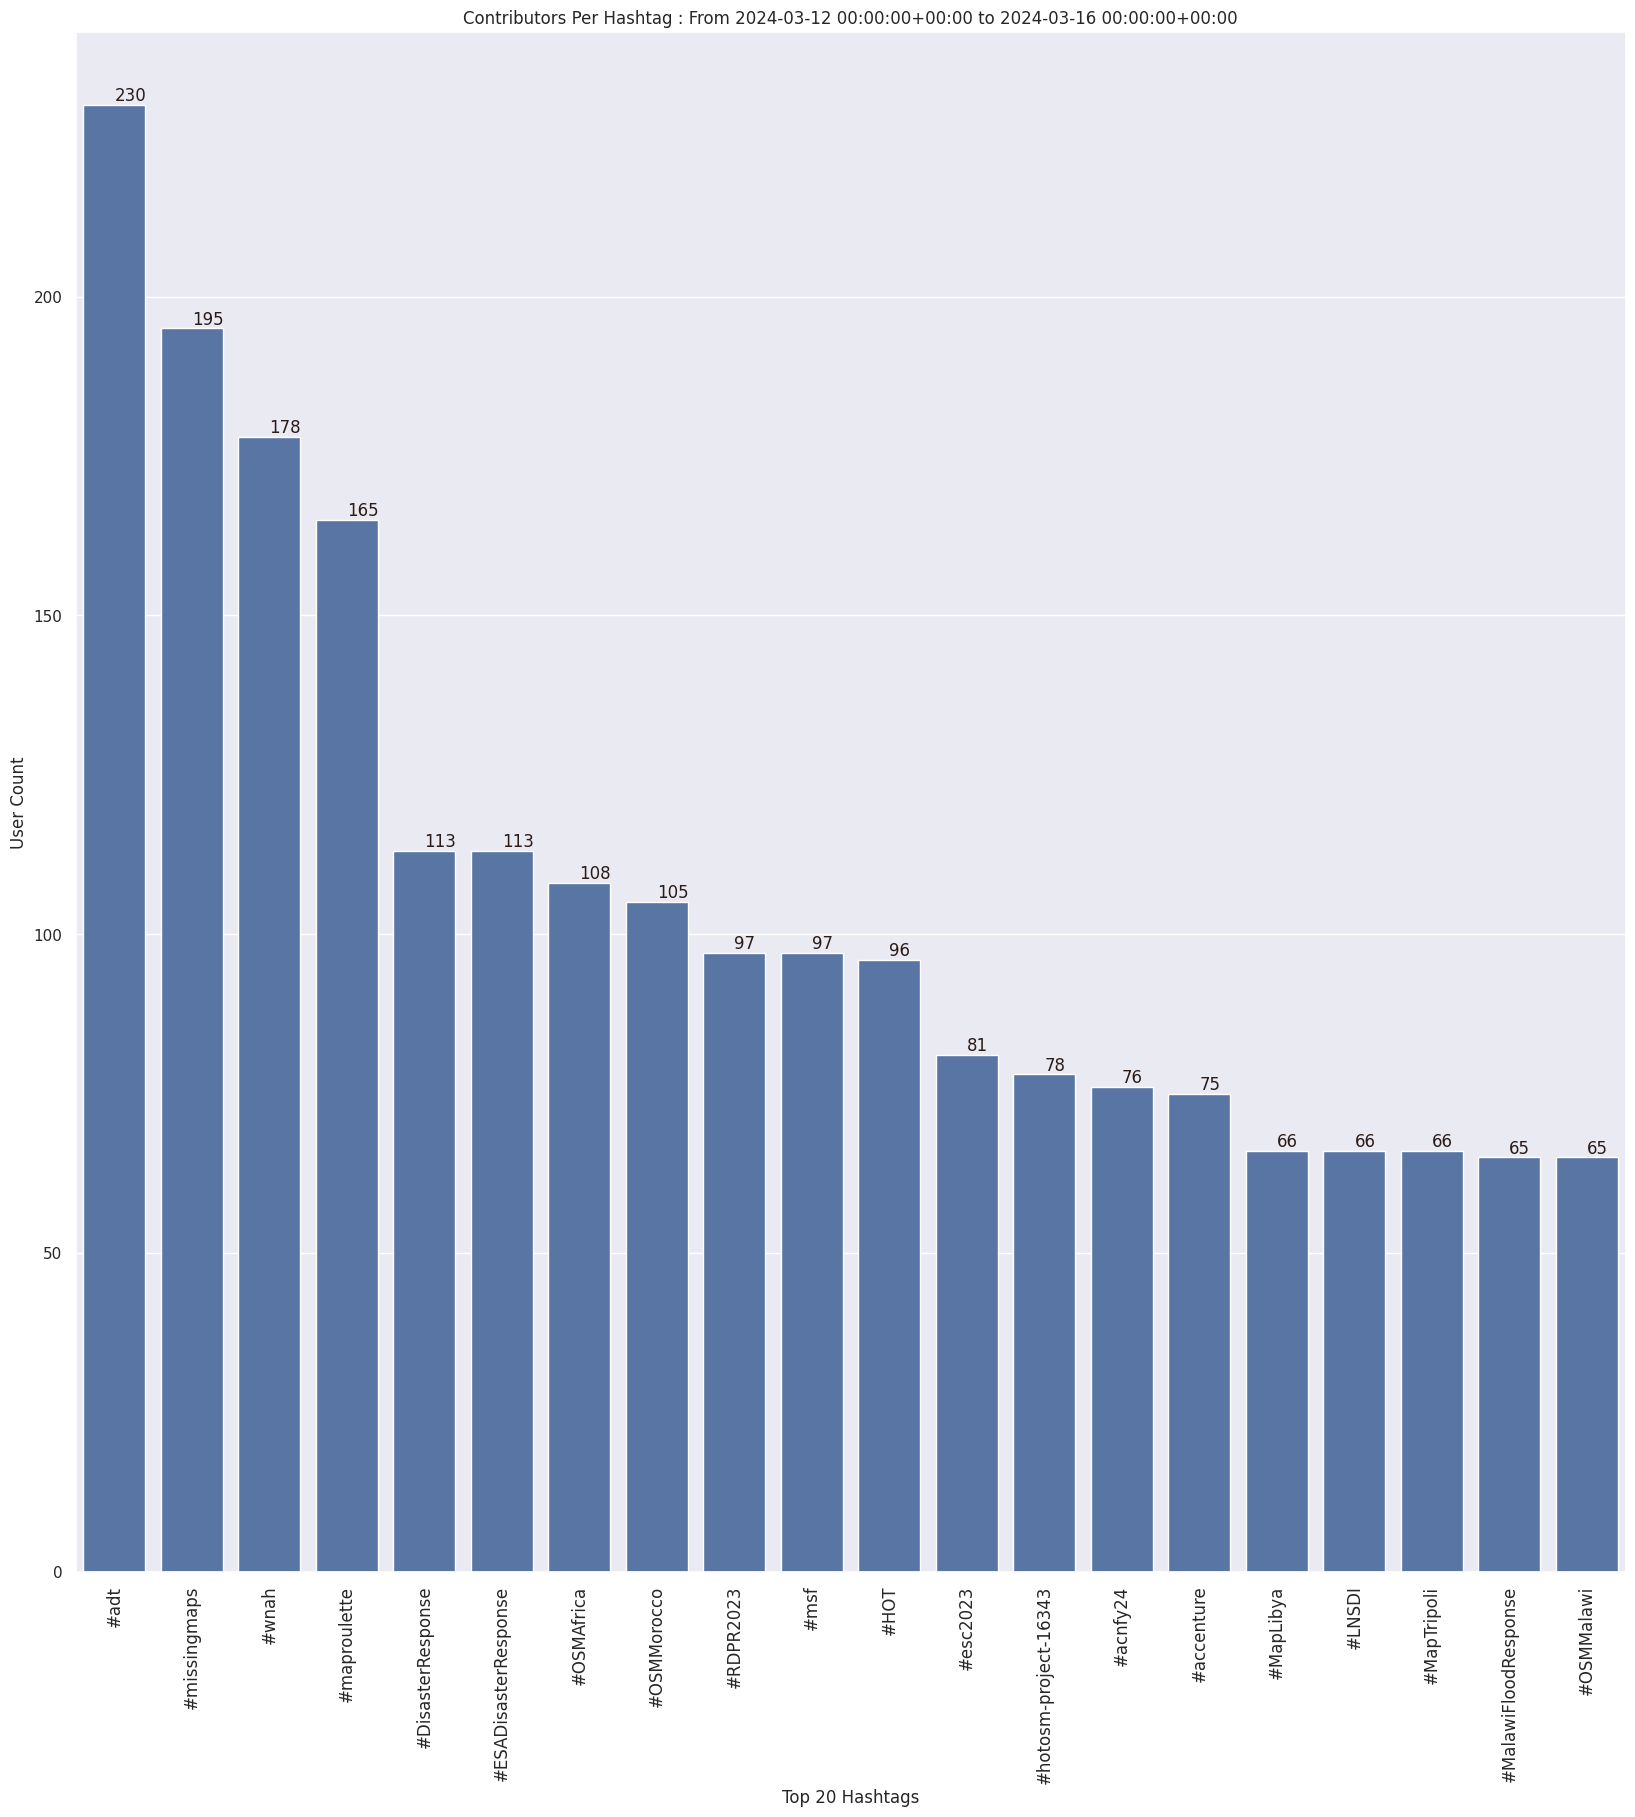 Contributors Per Hashtag : From 2024-03-12 00:00:00+00:00 to 2024-03-16 00:00:00+00:00
User Count
200
150
100
50
0
230
195
178
165
113
113
108
105
97
97
96
81
78
76
75
66
66
66
65
65
#adt
#missingmaps
#wnah
#maproulette
#DisasterResponse
#ESADisasterResponse
#OSMAfrica
#OSMMorocco
#RDPR2023
#msf
#HOT
#esc2023
#hotosm-project-16343
#acnfy24
#accenture
#MapLibya
#LNSDI
#MapTripoli
#MalawiFloodResponse
#OSMMalawi
Top 20 Hashtags